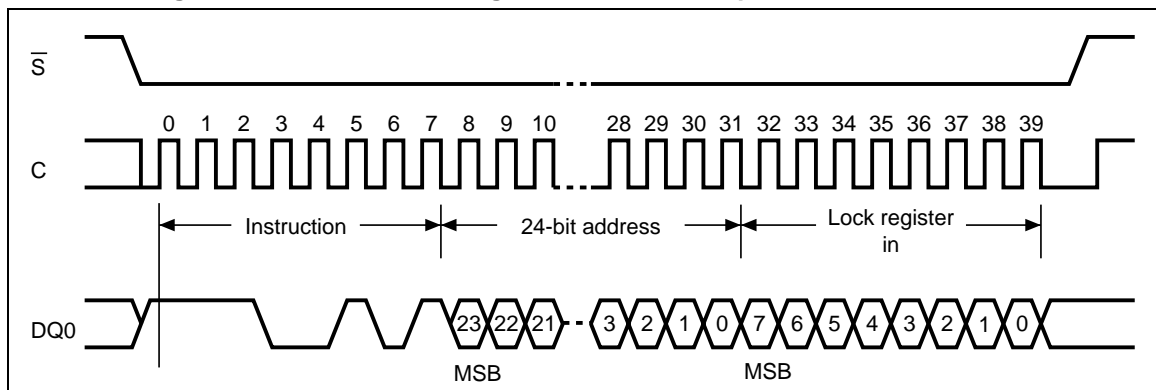 S
0 1 2 3 4 5 6 7 8 9 10 28 29 30 31 32 33 34 35 36 37 38 39
C
Instruction 24-bit address Lock register
in
DQ0 23 22 21 3 2 1 0 7 6 5 4 3 2 1 0
MSB MSB